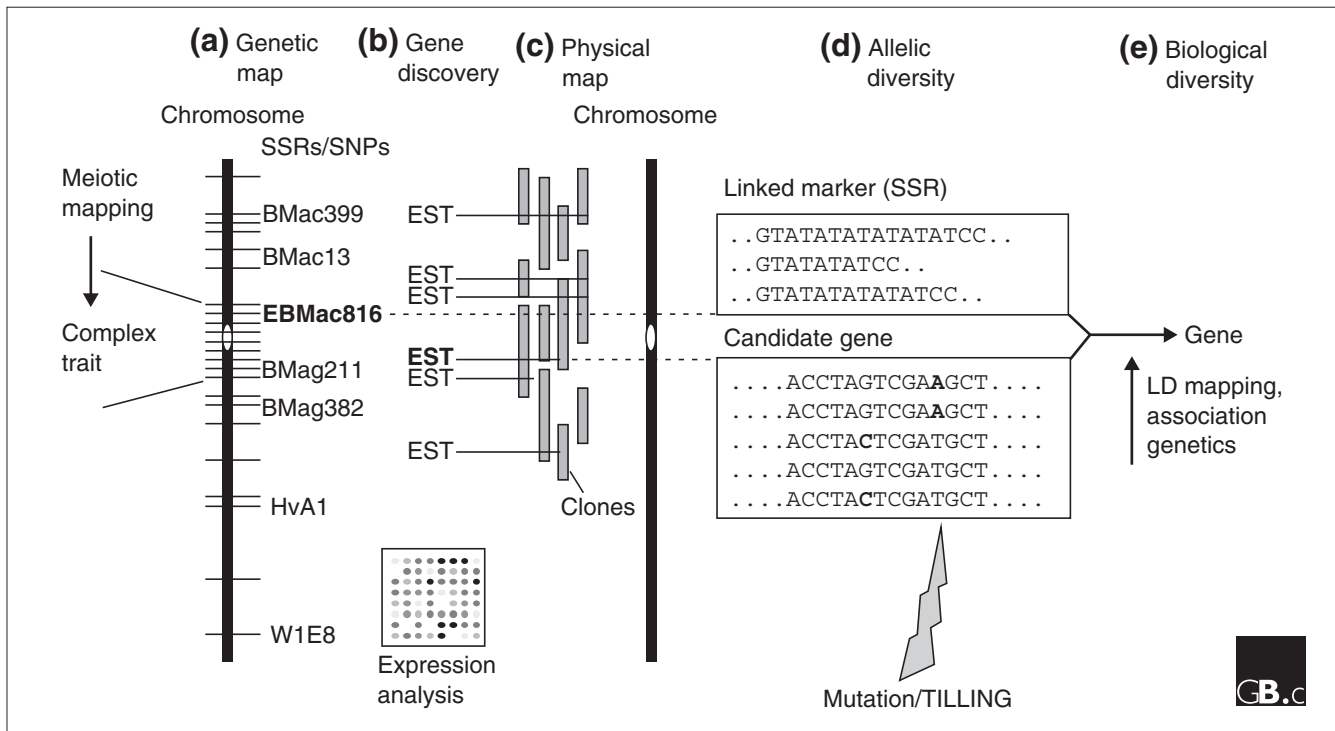 (a) Genetic map
(b) Gene discovery
(c) Physical map
(d) Allelic diversity
(e) Biological diversity
Chromosome
SSRs/SNPs
Meiotic mapping
Complex trait
BMac399
BMac13
EBMac816
BMag211
BMag382
HvA1
W1E8
EST
EST
EST
EST
EST
EST
Expression analysis
Clones
Chromosome
Linked marker (SSR)
..GTATATATATATATCC..
..GTATATATCC..
..GTATATATATATCC..
Candidate gene
....ACCTAGTCGAAGCT....
....ACCTAGTCGAAGCT....
....ACCTACTCGATGCT....
....ACCTAGTCGATGCT....
....ACCTACTCGATGCT....
Mutation/TILLING
Gene
LD mapping, association genetics
GB.c